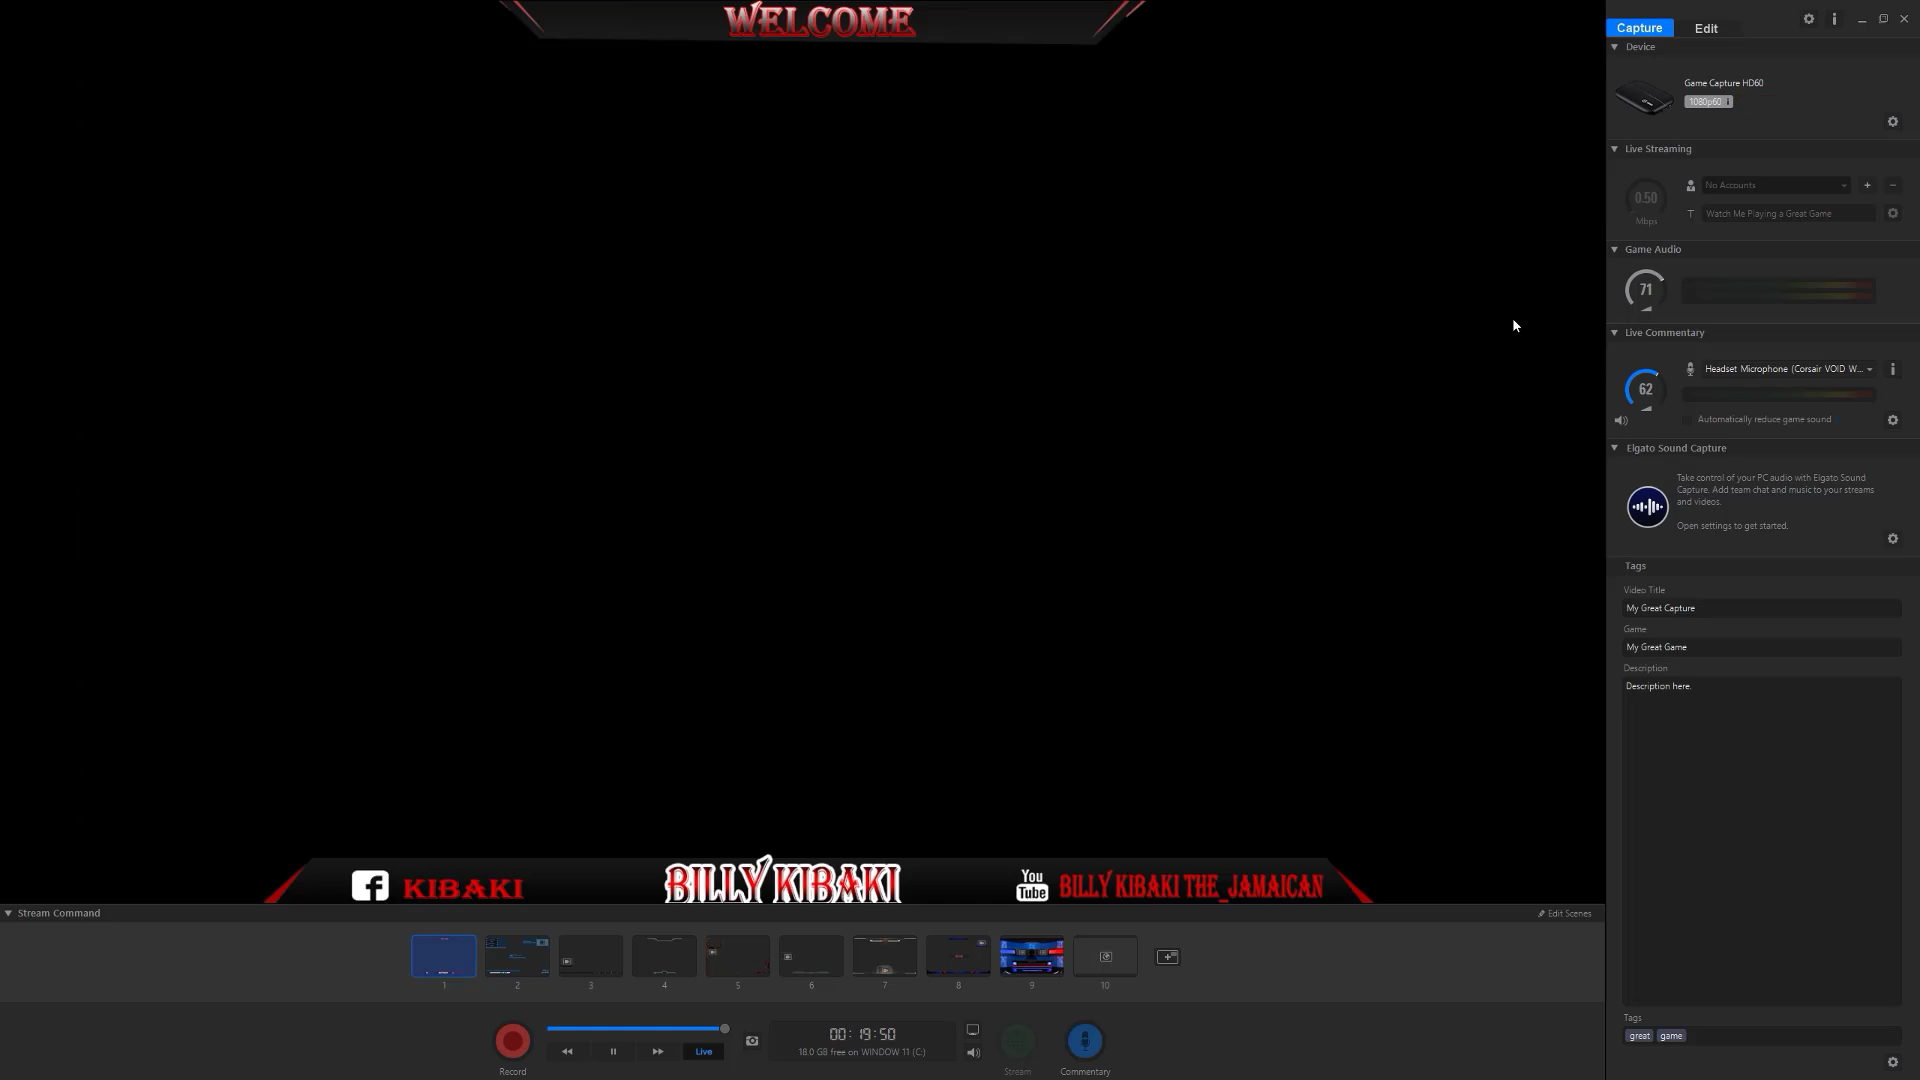 WELCOME
Capture
Edit
Device
Game Capture HD60
1080p60
Live Streaming
0.50
Mbps
No Accounts
T
Watch Me Playing a Great Game
Game Audio
71
Live Commentary
62
Headset Microphone (Corsair VOID W...
Automatically reduce game sound
Elgato Sound Capture
Take control of your PC audio with Elgato Sound
Capture. Add team chat and music to your streams
and videos.
Open settings to get started.
Tags
Video Title
My Great Capture
Game
My Great Game
Description
Description here.
Tags
great game
KIBAKI
BILLY KIBAKI
You
Tube
BILLY KIBAKI THE_JAMAICAN
Stream Command
Edit Scenes
1 2 3 4 5 6 7 8 9 10
Record
Live
00:19:50
18.0 GB free on WINDOW 11 (C:)
Stream
Commentary